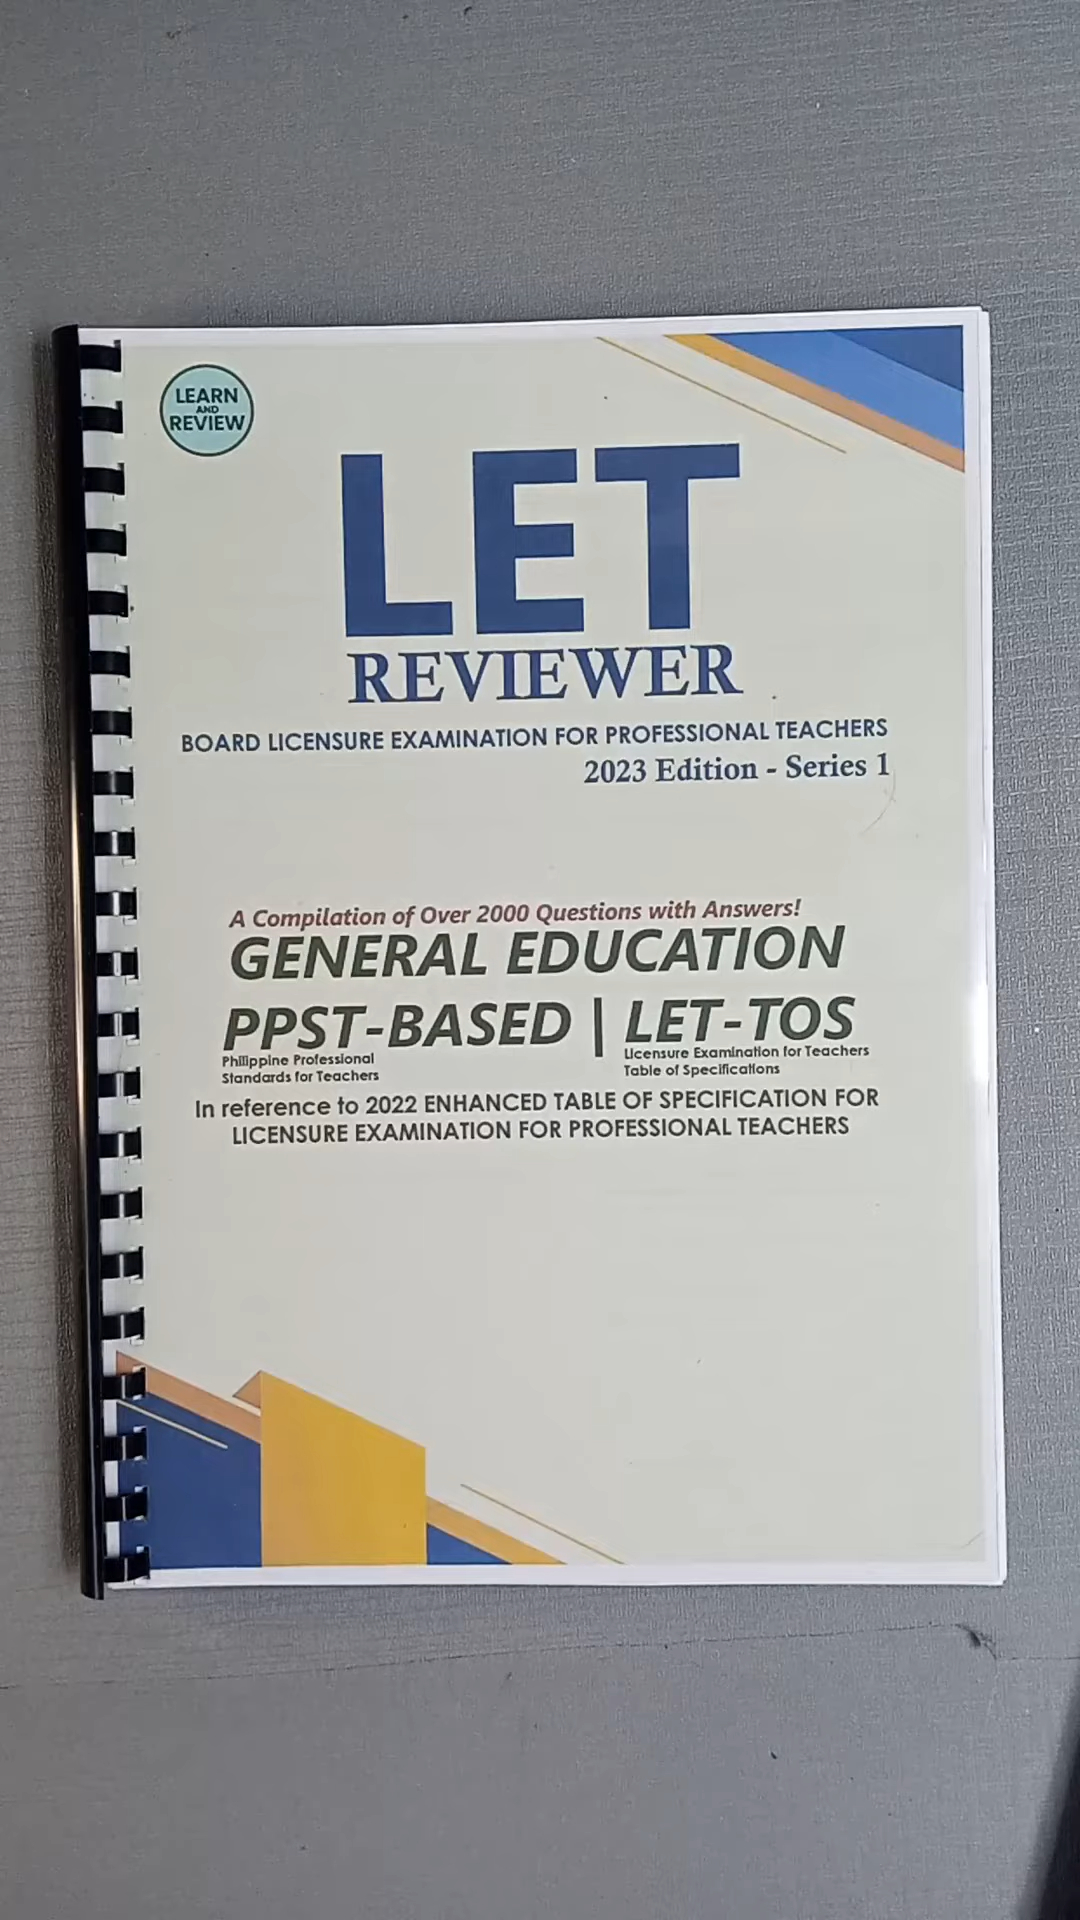 LEARN
AND
REVIEW
LET
REVIEWER
BOARD LICENSURE EXAMINATION FOR PROFESSIONAL TEACHERS
2023 Edition - Series 1
A Compilation of Over 2000 Questions with Answers!
GENERAL EDUCATION
PPST-BASED | LET-TOS
Philippine Professional
Standards for Teachers
Licensure Examination for Teachers
Table of Specifications
In reference to 2022 ENHANCED TABLE OF SPECIFICATION FOR
LICENSURE EXAMINATION FOR PROFESSIONAL TEACHERS